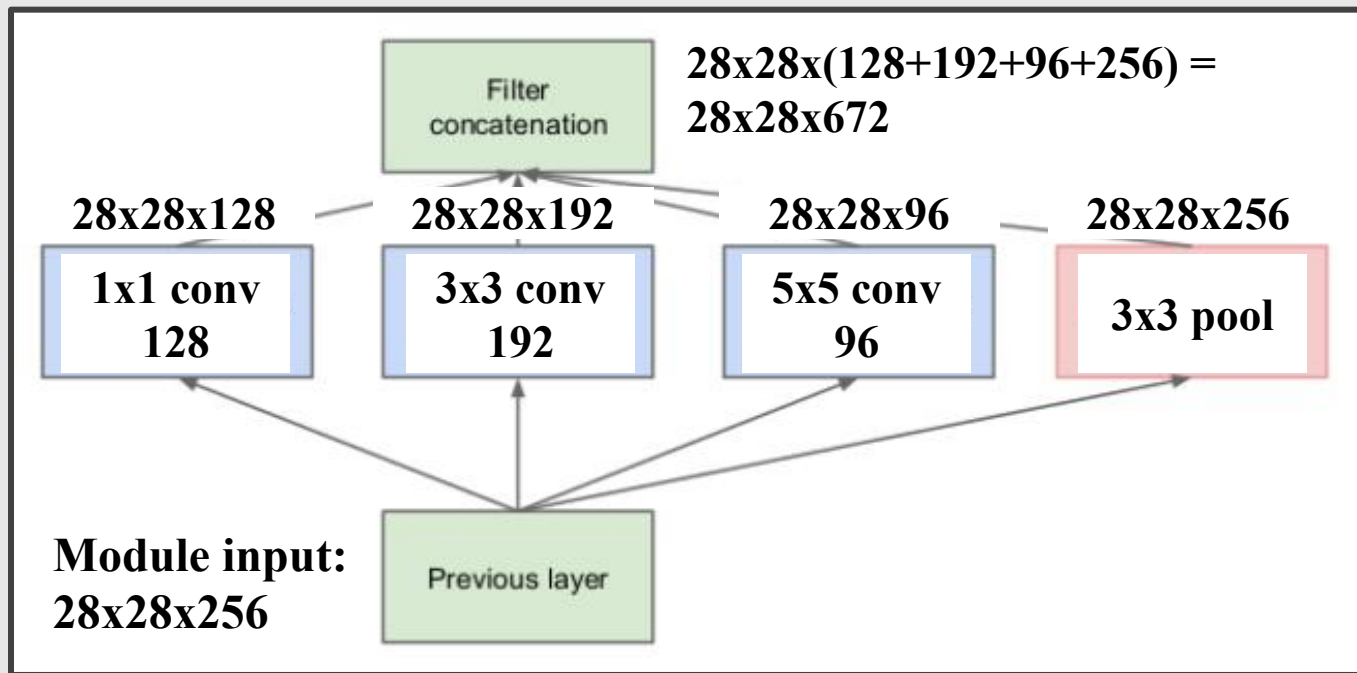 Filter
concatenation
28x28x(128+192+96+256) =
28x28x672
28x28x128
28x28x192
28x28x96
28x28x256
1x1 conv
128
3x3 conv
192
5x5 conv
96
3x3 pool
Module input:
28x28x256
Previous layer